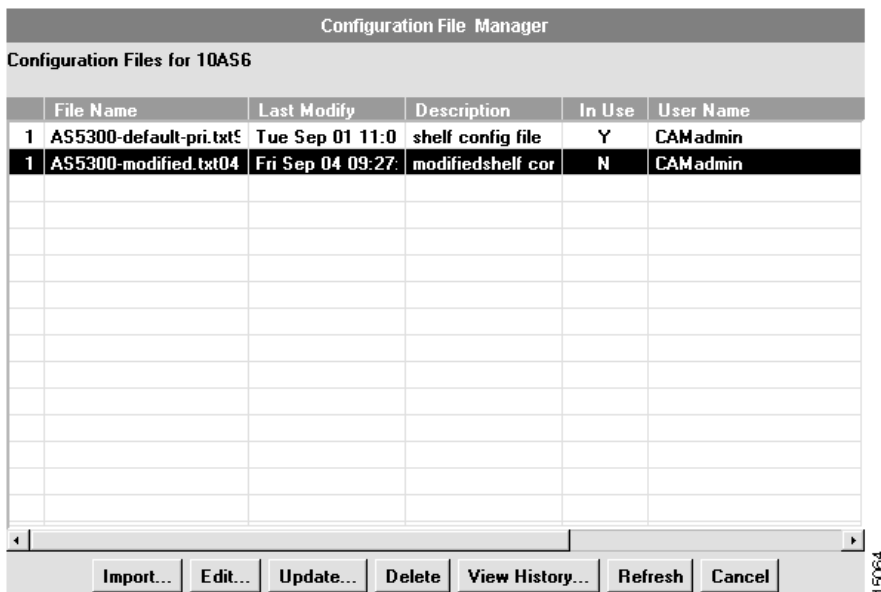 Configuration File Manager
Configuration Files for 10AS6
File Name Last Modify Description In Use User Name
1 AS5300-default-pri.txt Tue Sep 01 11:0 shelf config file Y CAMadmin
1 AS5300-modified.txt04 Fri Sep 04 09:27: modifiedshelf cor N CAMadmin
Import... Edit... Update... Delete View History... Refresh Cancel
15064